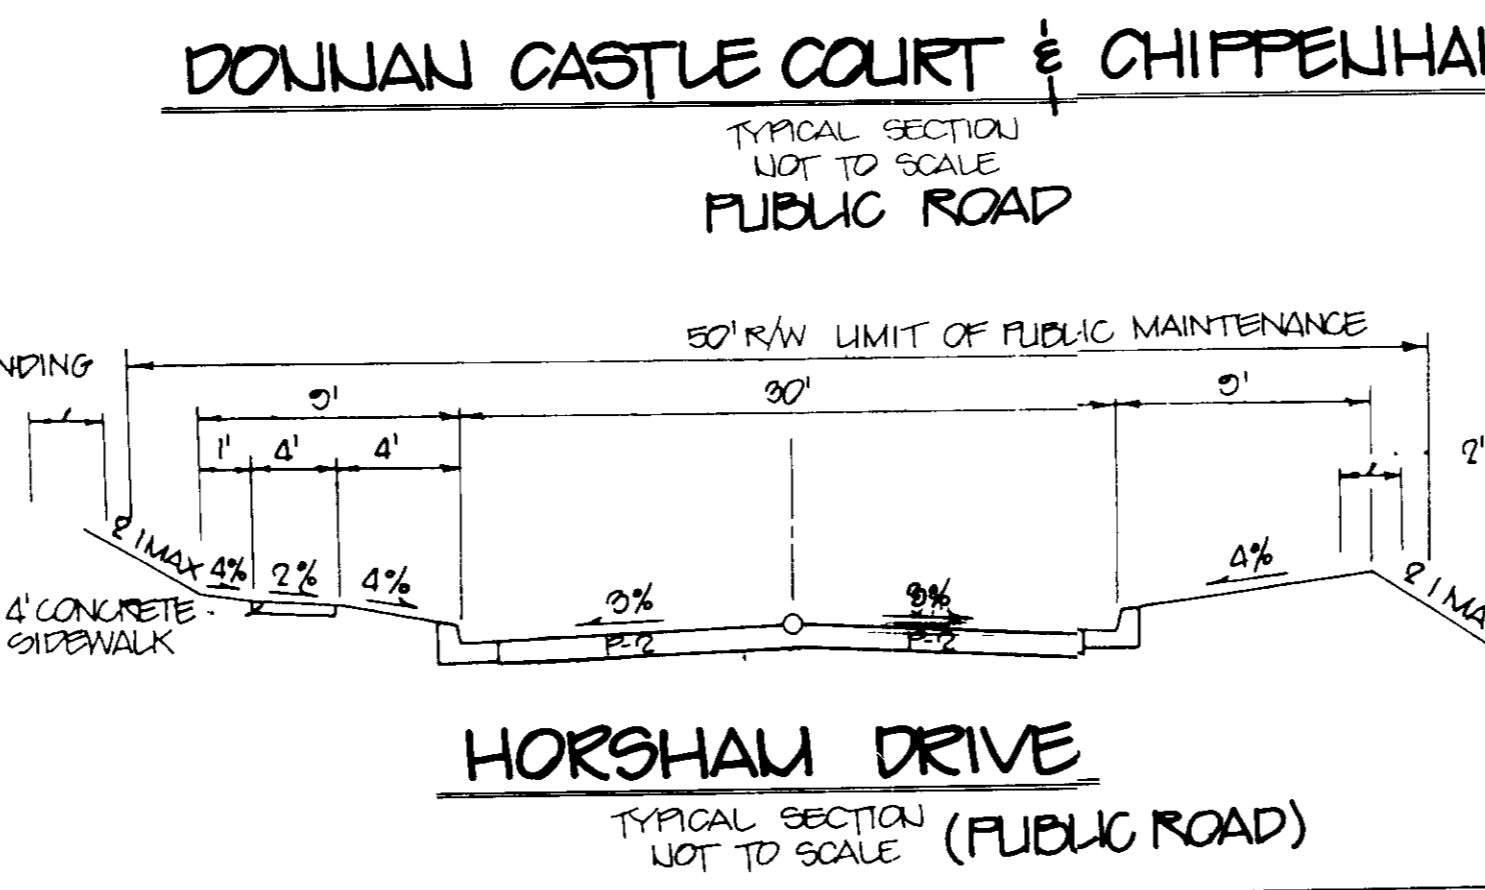 DONNAN CASTLE COURT & CHIPPENHA
TYPICAL SECTION
NOT TO SCALE
PUBLIC ROAD
50' R/W LIMIT OF PUBLIC MAINTENANCE
NDING
9' 30' 9'
1' 4' 4' 2'
2 1 MAX 4% 2% 4% 3% 3% 4% 2 1 MA
4' CONCRETE
SIDEWALK
P-2 P-2
HORSHAM DRIVE
TYPICAL SECTION
NOT TO SCALE
(PUBLIC ROAD)